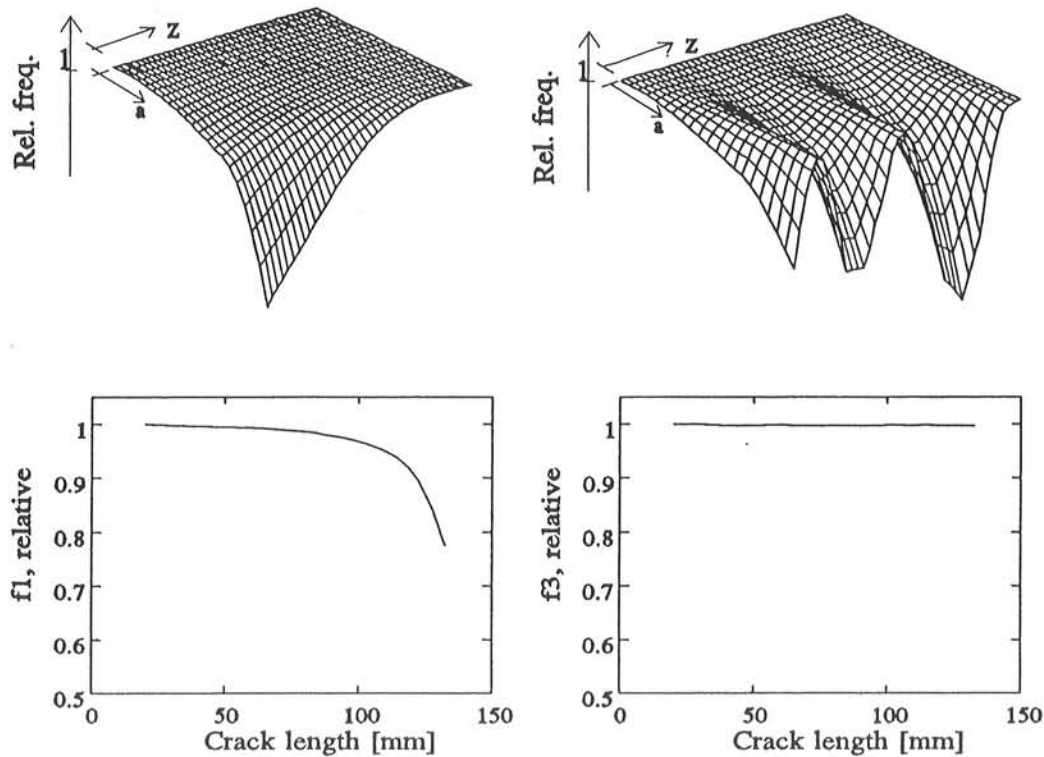 Rel. freq.
1
Z
a
Rel. freq.
1
Z
a
f1, relative
1
0.9
0.8
0.7
0.6
0.5
0
50
100
150
Crack length [mm]
f3, relative
1
0.9
0.8
0.7
0.6
0.5
0
50
100
150
Crack length [mm]